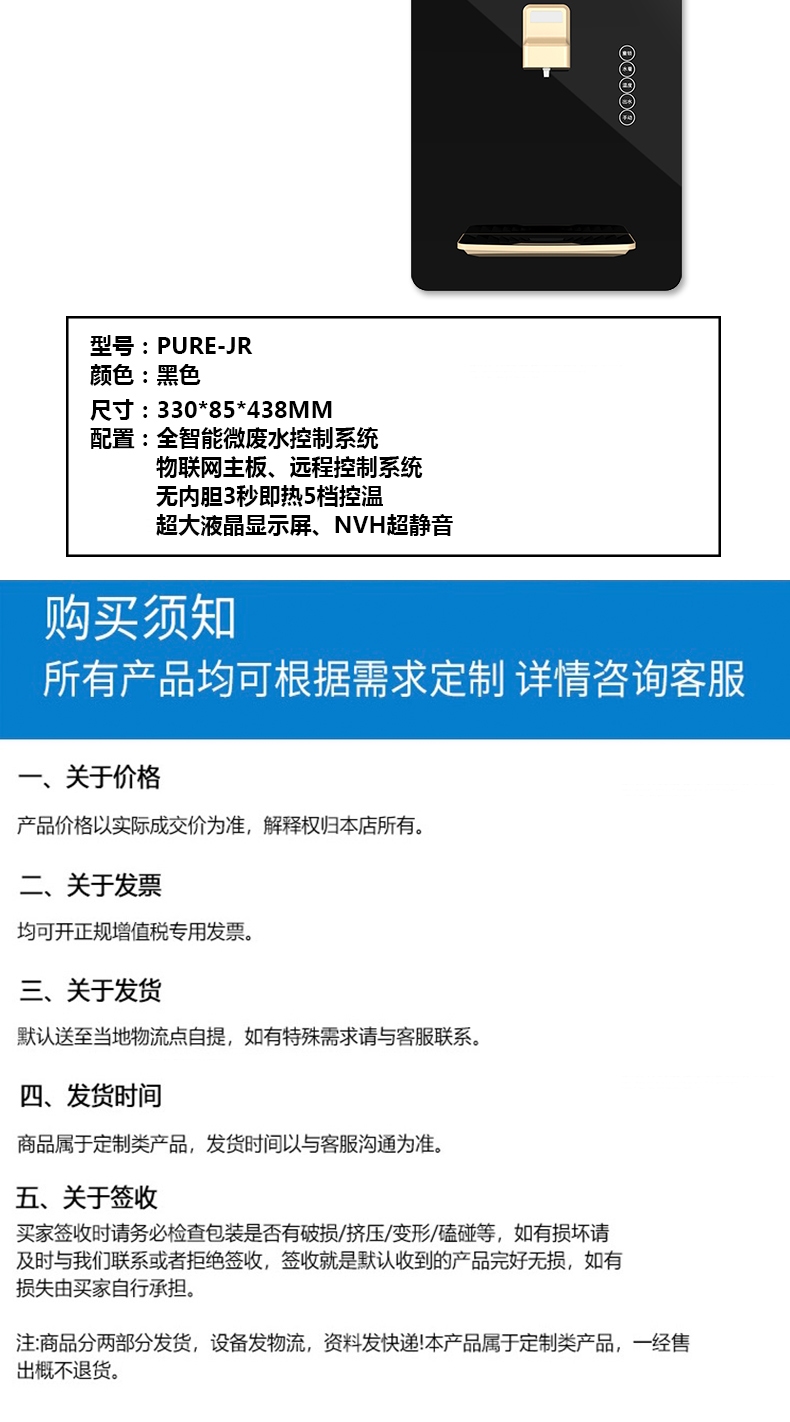 童锁
水量
温度
出水
手动
型号：PURE-JR
颜色：黑色
尺寸：330*85*438MM
配置：全智能微废水控制系统
物联网主板、远程控制系统
无内胆3秒即热5档控温
超大液晶显示屏、NVH超静音
购买须知
所有产品均可根据需求定制 详情咨询客服
一、关于价格
产品价格以实际成交价为准，解释权归本店所有。
二、关于发票
均可开正规增值税专用发票。
三、关于发货
默认送至当地物流点自提，如有特殊需求请与客服联系。
四、发货时间
商品属于定制类产品，发货时间以与客服沟通为准。
五、关于签收
买家签收时请务必检查包装是否有破损/挤压/变形/磕碰等，如有损坏请
及时与我们联系或者拒绝签收，签收就是默认收到的产品完好无损，如有
损失由买家自行承担。
注:商品分两部分发货，设备发物流，资料发快递!本产品属于定制类产品，一经售
出概不退货。